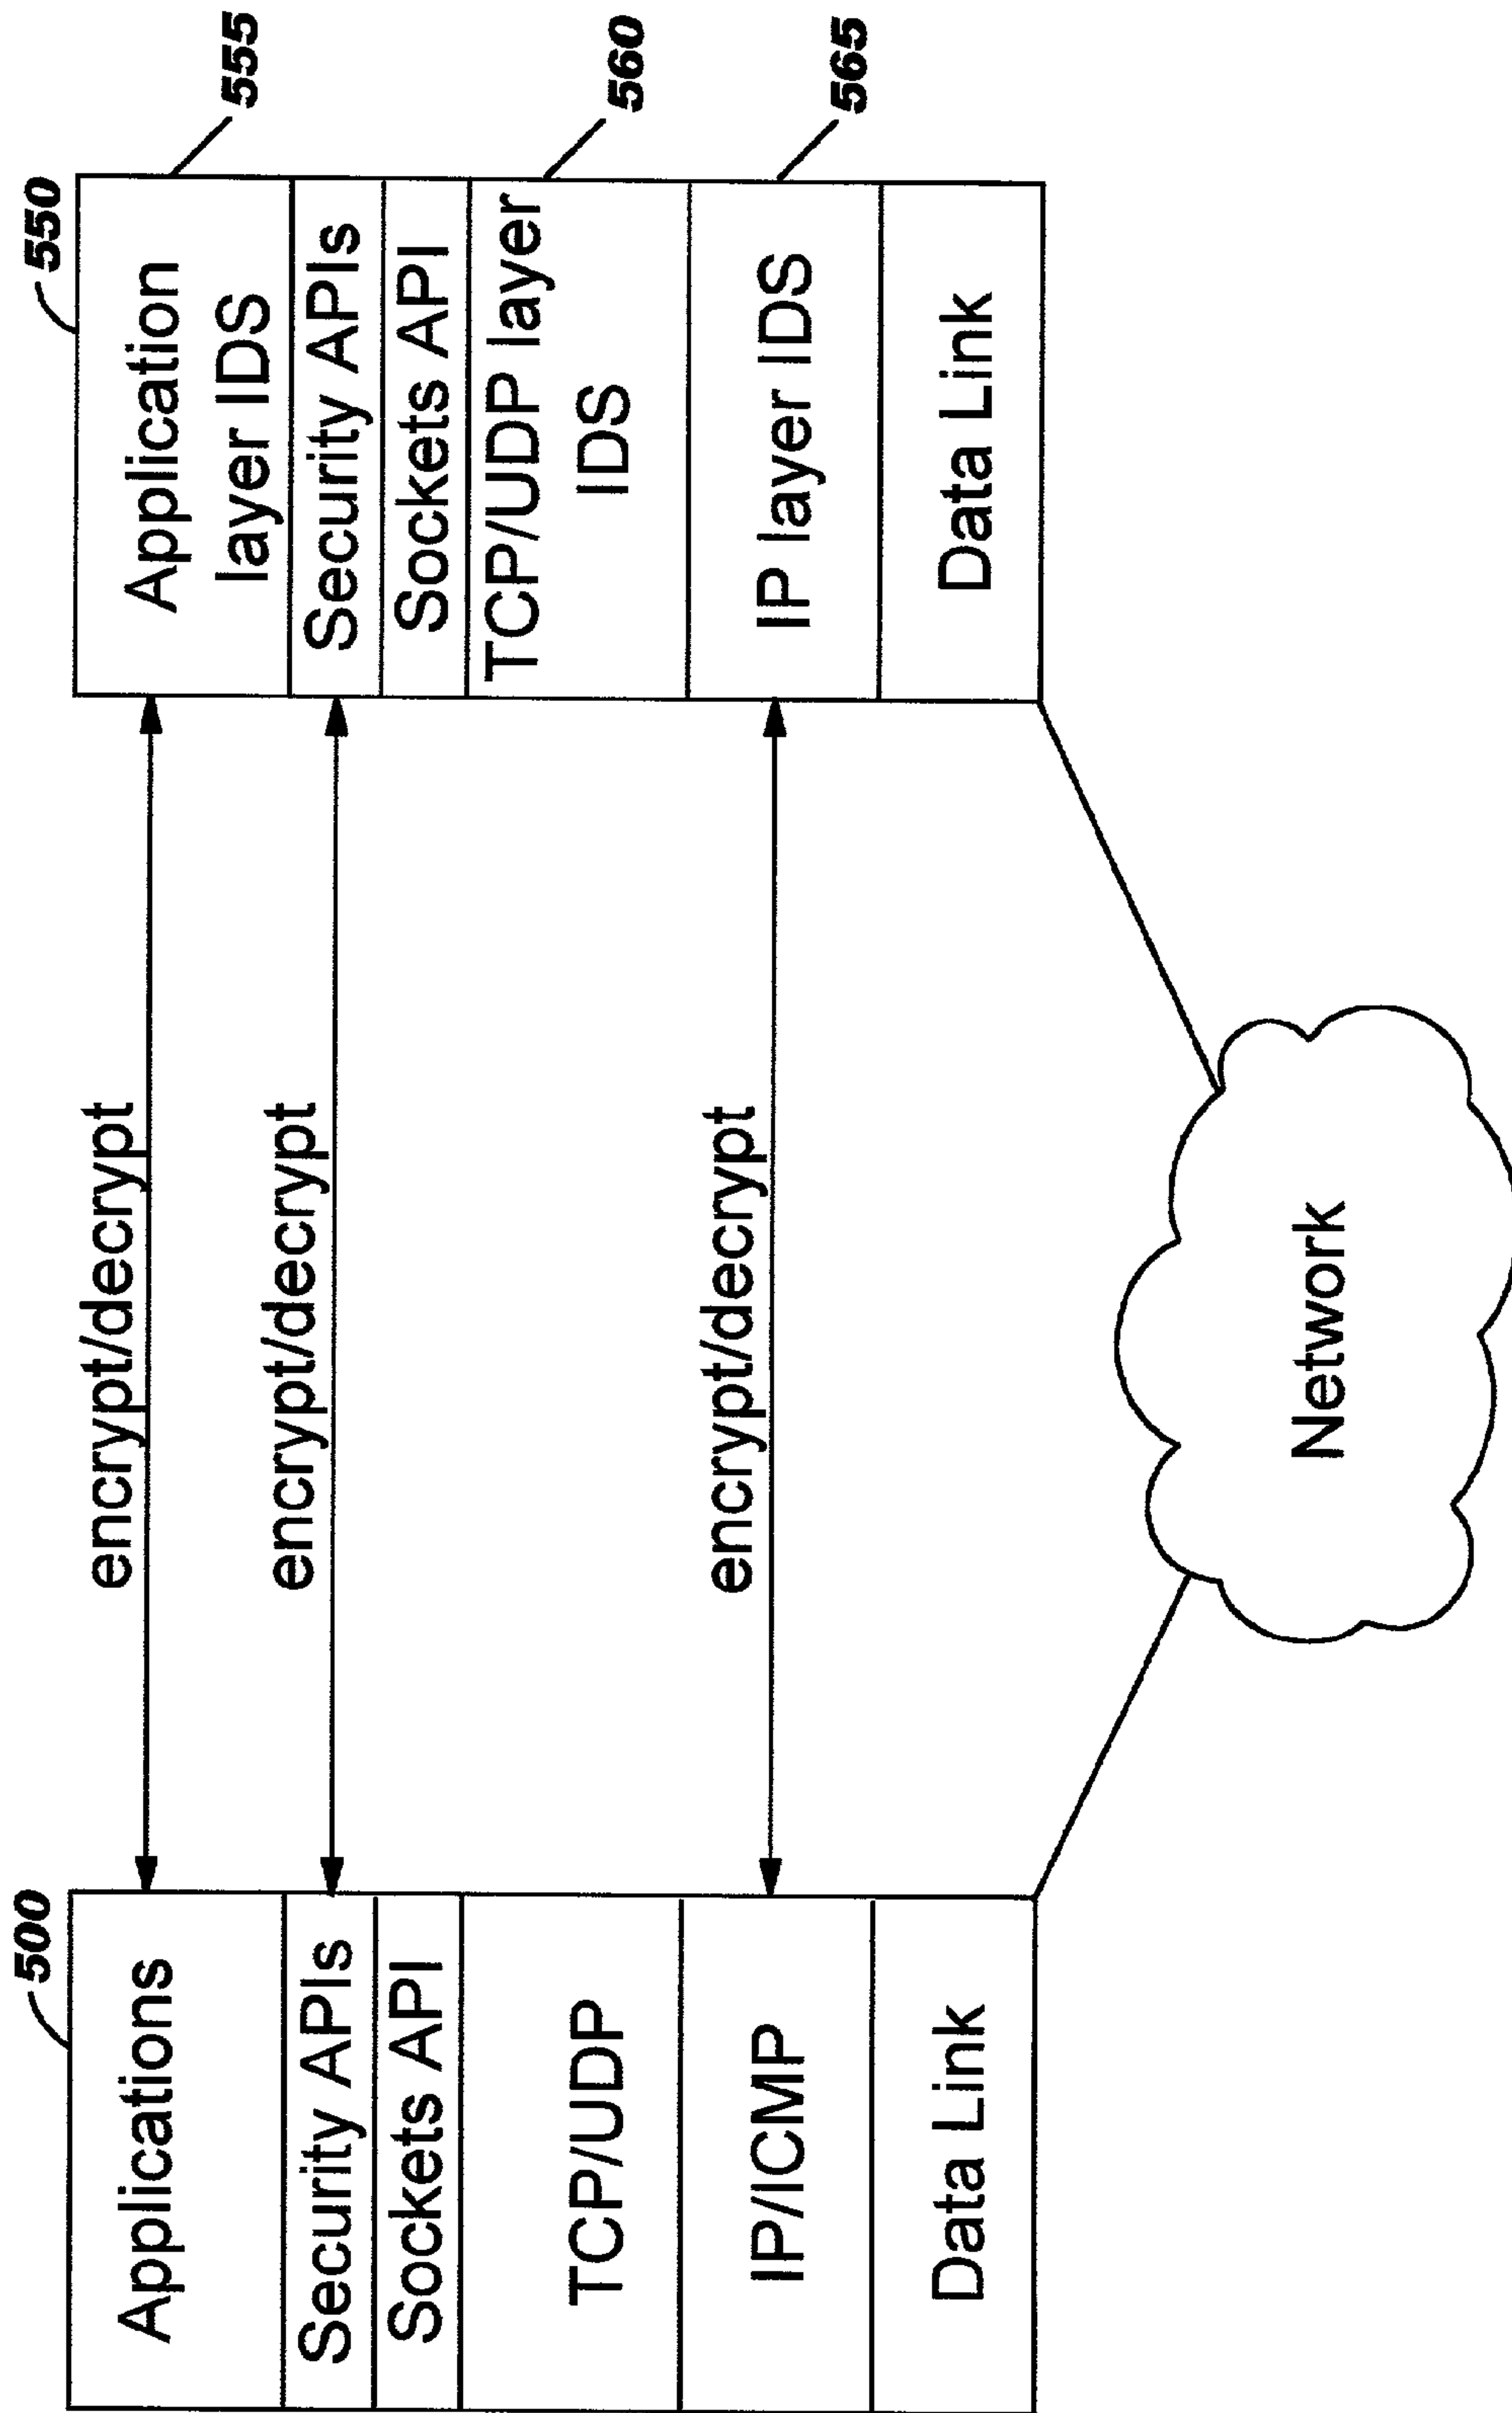 500
Applications
Security APIs
Sockets API
TCP/UDP
IP/ICMP
Data Link
encrypt/decrypt
encrypt/decrypt
encrypt/decrypt
Network
550
Application
layer IDS
Security APIs
Sockets API
TCP/UDP layer
IDS
IP layer IDS
Data Link
555
560
565